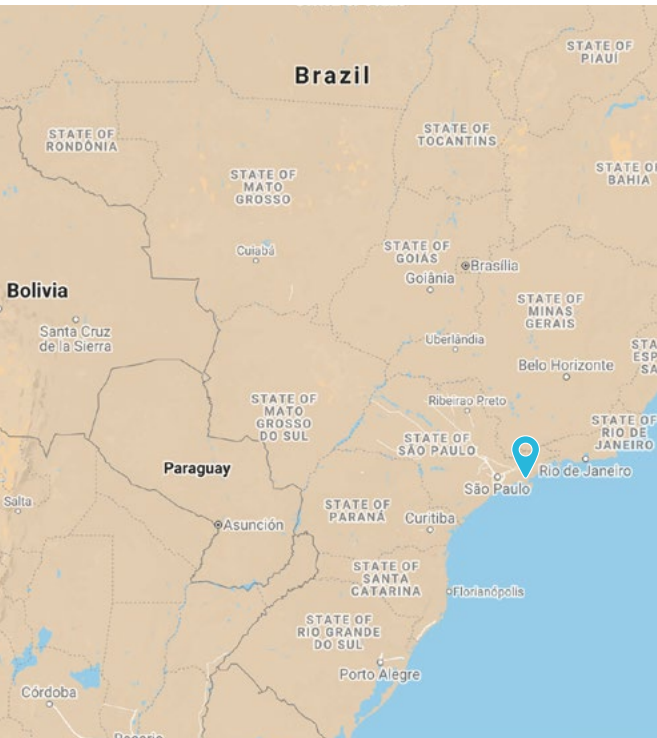 STATE OF
PIAUÍ
Brazil
STATE OF
RONDÔNIA
STATE OF
TOCANTINS
STATE OF
MATO
GROSSO
STATE OF
BAHIA
Cuiabá
STATE OF
GOIÁS
Brasília
Goiânia
Bolivia
STATE OF
MINAS
GERAIS
Santa Cruz
de la Sierra
Uberlândia
STA
ESP
SA
Belo Horizonte
STATE OF
MATO
GROSSO
DO SUL
Ribeirao Preto
STATE OF
RIO DE
JANEIRO
STATE OF
SÃO PAULO
Paraguay
Rio de Janeiro
São Paulo
Salta
STATE OF
PARANÁ
Curitiba
Asunción
STATE OF
SANTA
CATARINA
Florianópolis
STATE OF
RIO GRANDE
DO SUL
Porto Alegre
Córdoba